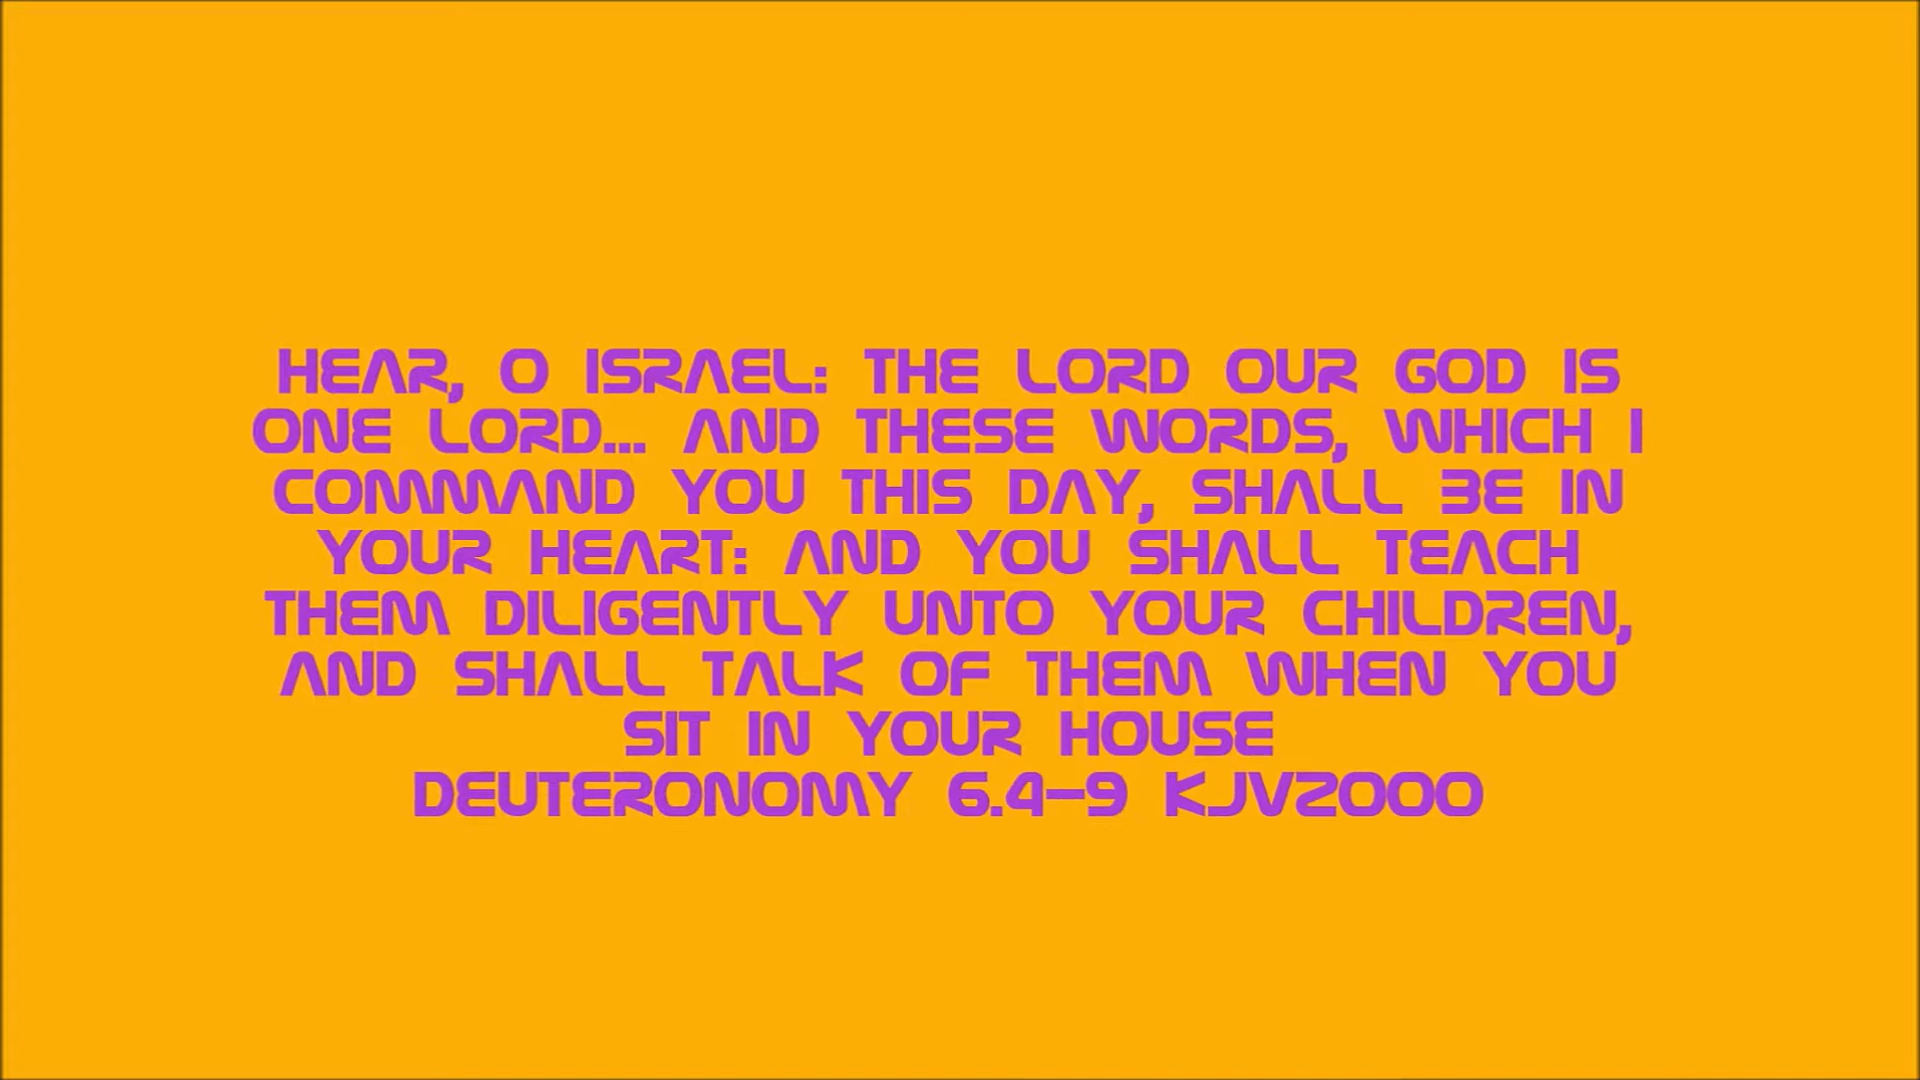 HEAR, O ISRAEL: THE LORD OUR GOD IS
ONE LORD... AND THESE WORDS, WHICH I
COMMAND YOU THIS DAY, SHALL BE IN
YOUR HEART: AND YOU SHALL TEACH
THEM DILIGENTLY UNTO YOUR CHILDREN,
AND SHALL TALK OF THEM WHEN YOU
SIT IN YOUR HOUSE
DEUTERONOMY 6.4-9 KJV2000